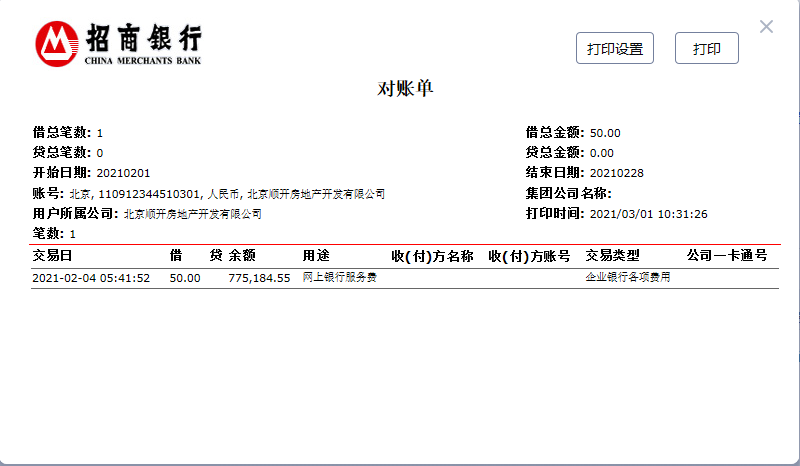 招商银行
CHINA MERCHANTS BANK
打印设置 打印
对账单
借总笔数: 1 借总金额: 50.00
贷总笔数: 0 贷总金额: 0.00
开始日期: 20210201 结束日期: 20210228
账号: 北京, 110912344510301, 人民币, 北京顺开房地产开发有限公司 集团公司名称:
用户所属公司: 北京顺开房地产开发有限公司 打印时间: 2021/03/01 10:31:26
笔数: 1
交易日 借 贷 余额 用途 收(付)方名称 收(付)方账号 交易类型 公司一卡通号
2021-02-04 05:41:52 50.00 775,184.55 网上银行服务费 企业银行各项费用